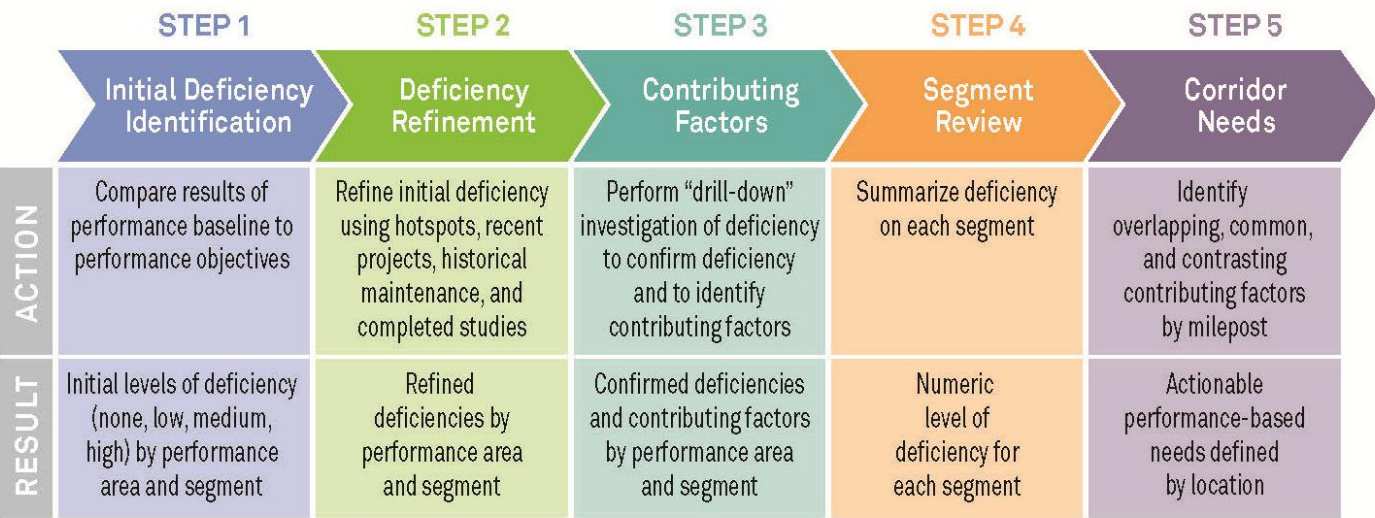 STEP 1
STEP 2
STEP 3
STEP 4
STEP 5
Initial Deficiency
Identification
Deficiency
Refinement
Contributing
Factors
Segment
Review
Corridor
Needs
ACTION
Compare results of
performance baseline to
performance objectives
Refine initial deficiency
using hotspots, recent
projects, historical
maintenance, and
completed studies
Perform “drill-down”
investigation of deficiency
to confirm deficiency
and to identify
contributing factors
Summarize deficiency
on each segment
Identify
overlapping, common,
and contrasting
contributing factors
by milepost
RESULT
Initial levels of deficiency
(none, low, medium,
high) by performance
area and segment
Refined
deficiencies by
performance area
and segment
Confirmed deficiencies
and contributing factors
by performance area
and segment
Numeric
level of
deficiency for
each segment
Actionable
performance-based
needs defined
by location